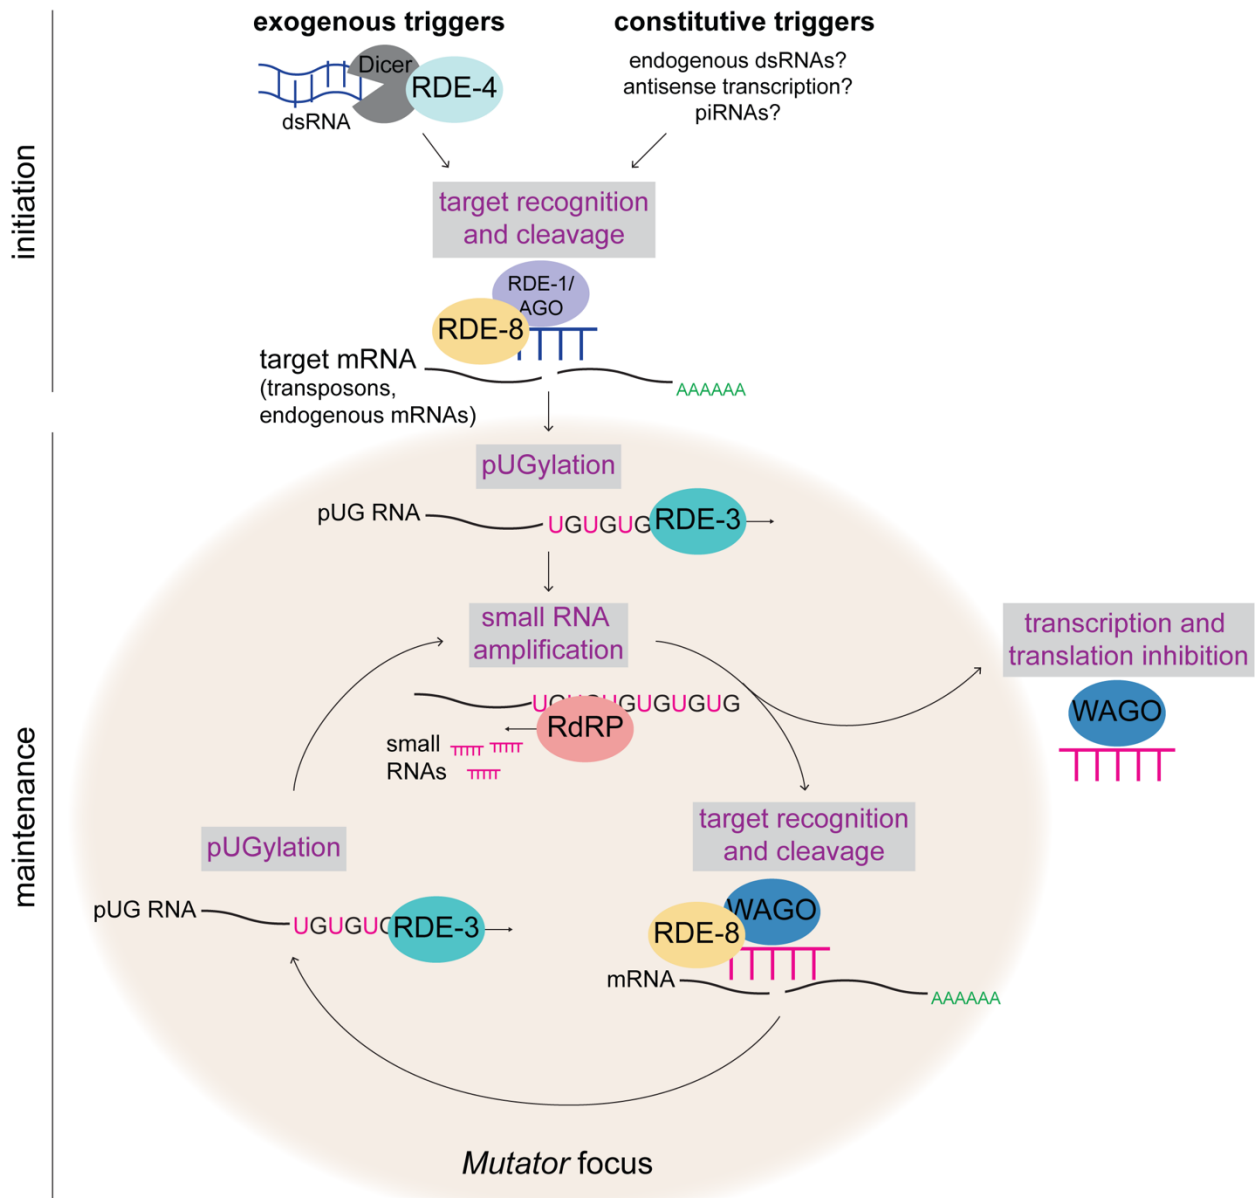 exogenous triggers
constitutive triggers
Dicer
RDE-4
dsRNA
endogenous dsRNAs?
antisense transcription?
piRNAs?
initiation
target recognition
and cleavage
RDE-1/
AGO
RDE-8
target mRNA
(transposons,
endogenous mRNAs)
AAAAAA
pUGylation
pUG RNA
UGUGUG
RDE-3
small RNA
amplification
transcription and
translation inhibition
WAGO
UGUGUGUGUGUG
RdRP
small
RNAs
maintenance
target recognition
and cleavage
pUGylation
WAGO
RDE-8
pUG RNA
UGUGUG
RDE-3
mRNA
AAAAAA
Mutator focus